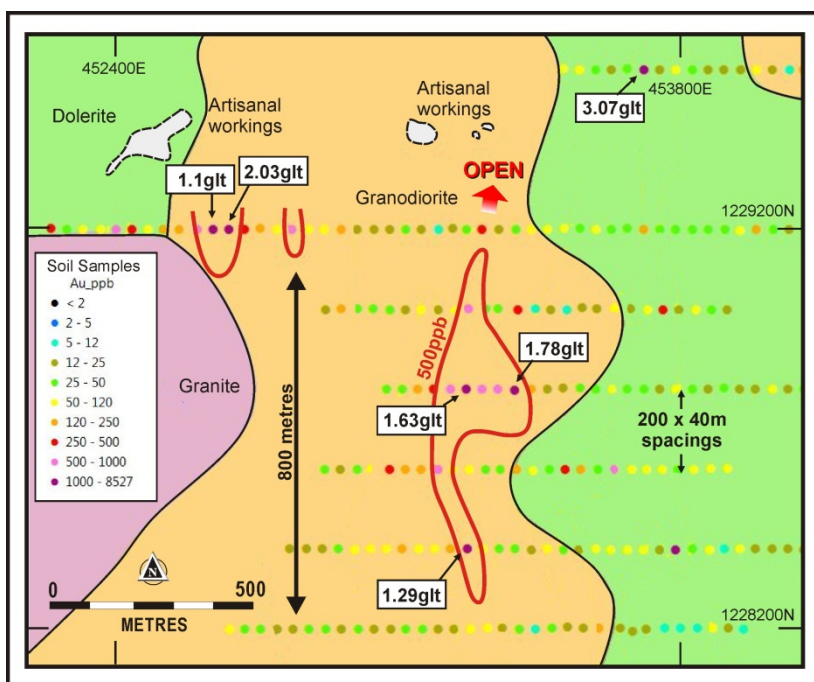 452400E
453800E
Dolerite
Artisanal
workings
Artisanal
workings
3.07glt
1.1glt
2.03glt
OPEN
Granodiorite
1229200N
Soil Samples
Au_ppb
< 2
2 - 5
5 - 12
12 - 25
25 - 50
50 - 120
120 - 250
250 - 500
500 - 1000
1000 - 8527
Granite
500ppb
1.78glt
1.63glt
800 metres
200 x 40m
spacings
N
1.29glt
0
500
METRES
1228200N